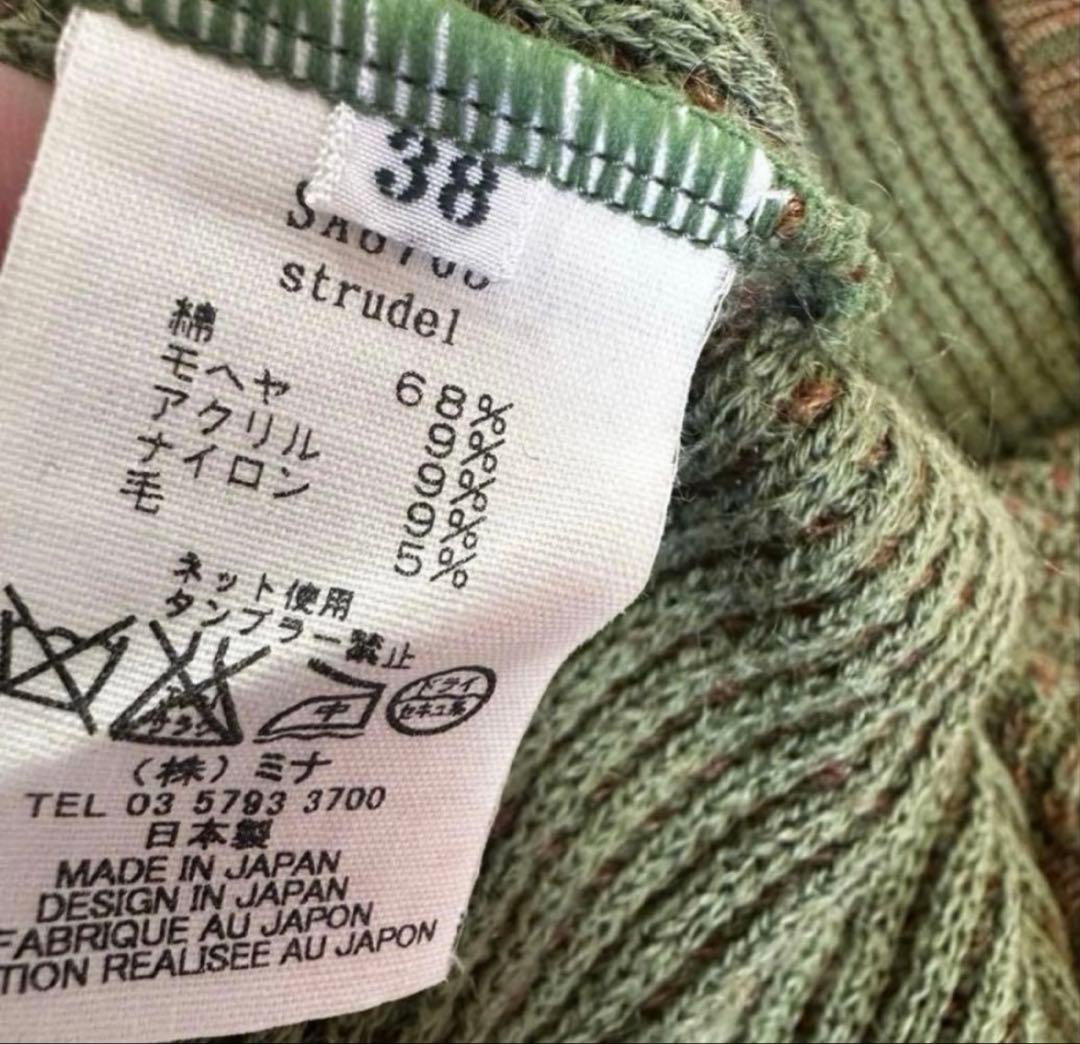 38
strudel
綿 68%
モヘヤ 9%
アクリル 9%
ナイロン 9%
毛 5%
ネット使用
タンブラー禁止
中
ドライ
セキユ系
(株)ミナ
TEL 03 5793 3700
日本製
MADE IN JAPAN
DESIGN IN JAPAN
FABRIQUE AU JAPON
TION REALISEE AU JAPON